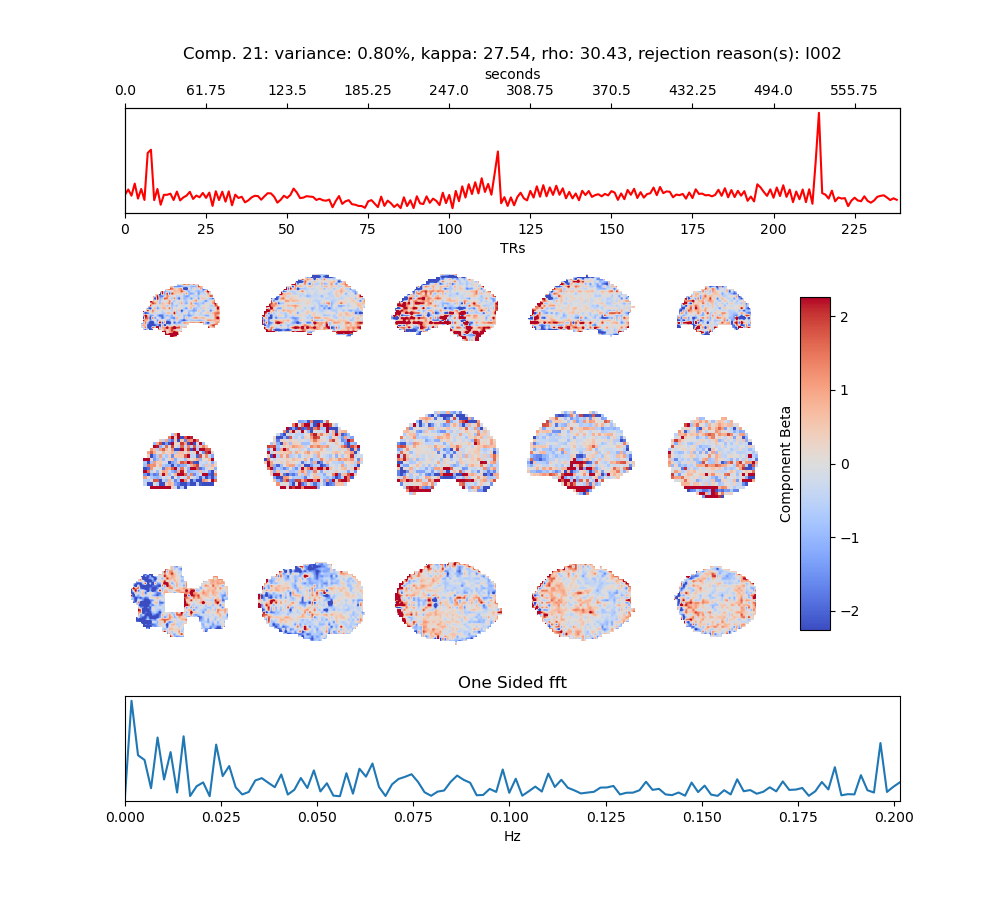 Comp. 21: variance: 0.80%, kappa: 27.54, rho: 30.43, rejection reason(s): I002
seconds
0.0 61.75 123.5 185.25 247.0 308.75 370.5 432.25 494.0 555.75
0 25 50 75 100 125 150 175 200 225
TRs
2
1
0
−1
−2
Component Beta
One Sided fft
0.000 0.025 0.050 0.075 0.100 0.125 0.150 0.175 0.200
Hz